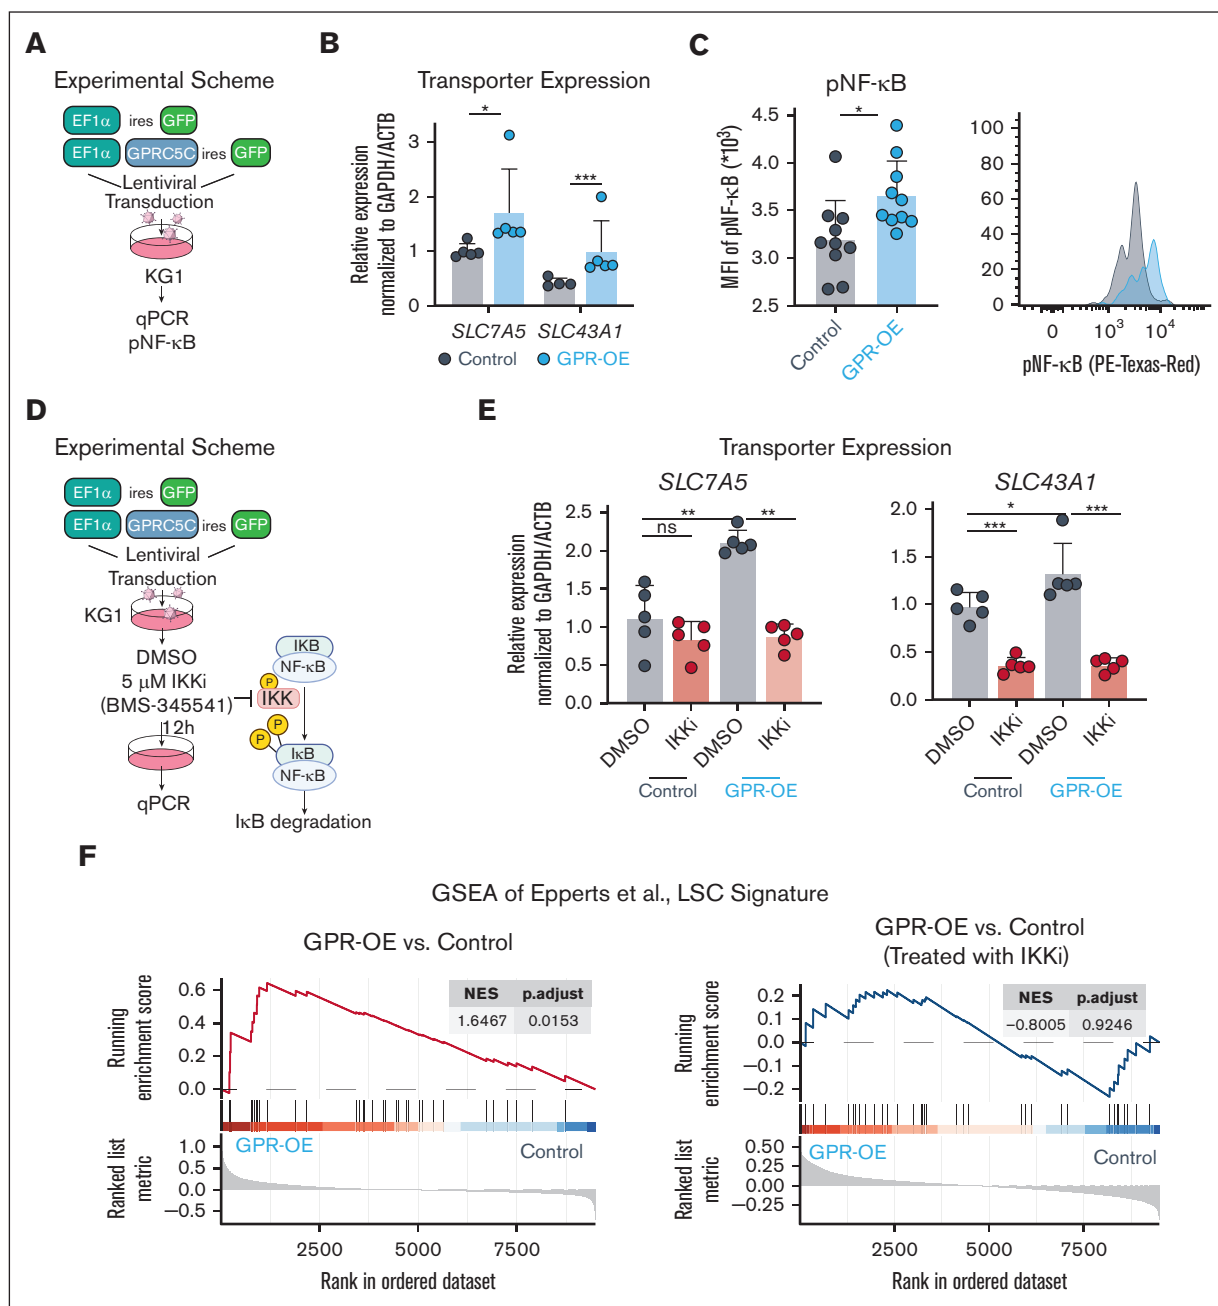 A
Experimental Scheme
EF1α ires GFP
EF1α GPRC5C ires GFP
Lentiviral
Transduction
KG1
qPCR
pNF-κB
B
Transporter Expression
Relative expression
normalized to GAPDH/ACTB
3
2
1
0
*
***
SLC7A5 SLC43A1
Control GPR-OE
C
pNF-κB
MFI of pNF-κB (*10³)
4.5
4.0
3.5
3.0
2.5
*
Control
GPR-OE
100
80
60
40
20
0
0 10³ 10⁴
pNF-κB (PE-Texas-Red)
D
Experimental Scheme
EF1α ires GFP
EF1α GPRC5C ires GFP
Lentiviral
Transduction
KG1
DMSO
5 μM IKKi
(BMS-345541)
12h
qPCR
IKB
NF-κB
P
IKK
P
P
IκB
NF-κB
IκB degradation
E
Transporter Expression
SLC7A5
Relative expression
normalized to GAPDH/ACTB
2.5
2.0
1.5
1.0
0.5
0.0
** **
ns
DMSO IKKi DMSO IKKi
Control GPR-OE
SLC43A1
2.0
1.5
1.0
0.5
0.0
* ***
***
DMSO IKKi DMSO IKKi
Control GPR-OE
F
GSEA of Epperts et al., LSC Signature
GPR-OE vs. Control
Running
enrichment score
0.6
0.4
0.2
0.0
NES p.adjust
1.6467 0.0153
GPR-OE
Control
Ranked list
metric
1.0
0.5
0.0
−0.5
2500 5000 7500
Rank in ordered dataset
GPR-OE vs. Control
(Treated with IKKi)
Running
enrichment score
0.2
0.1
0.0
−0.1
−0.2
NES p.adjust
−0.8005 0.9246
GPR-OE
Control
Ranked list
metric
0.50
0.25
0.00
−0.25
2500 5000 7500
Rank in ordered dataset